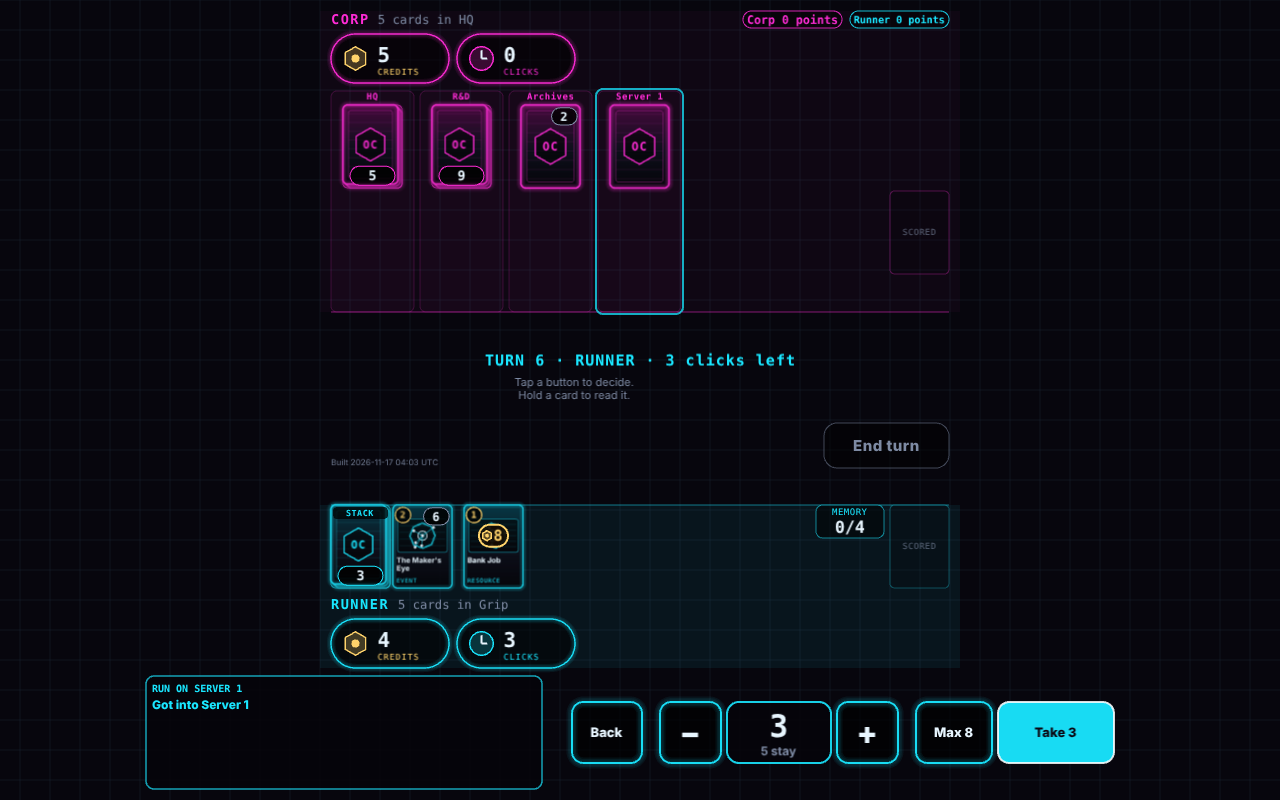 CORP 5 cards in HQ
Corp 0 points
Runner 0 points
5
CREDITS
0
CLICKS
HQ
R&D
Archives
Server 1
OC
5
OC
9
2
OC
OC
SCORED
TURN 6 · RUNNER · 3 clicks left
Tap a button to decide.
Hold a card to read it.
End turn
Built 2026-11-17 04:03 UTC
STACK
OC
3
2
6
The Maker's
Eye
EVENT
1
8
Bank Job
RESOURCE
MEMORY
0/4
SCORED
RUNNER 5 cards in Grip
4
CREDITS
3
CLICKS
RUN ON SERVER 1
Got into Server 1
Back
−
3
5 stay
+
Max 8
Take 3